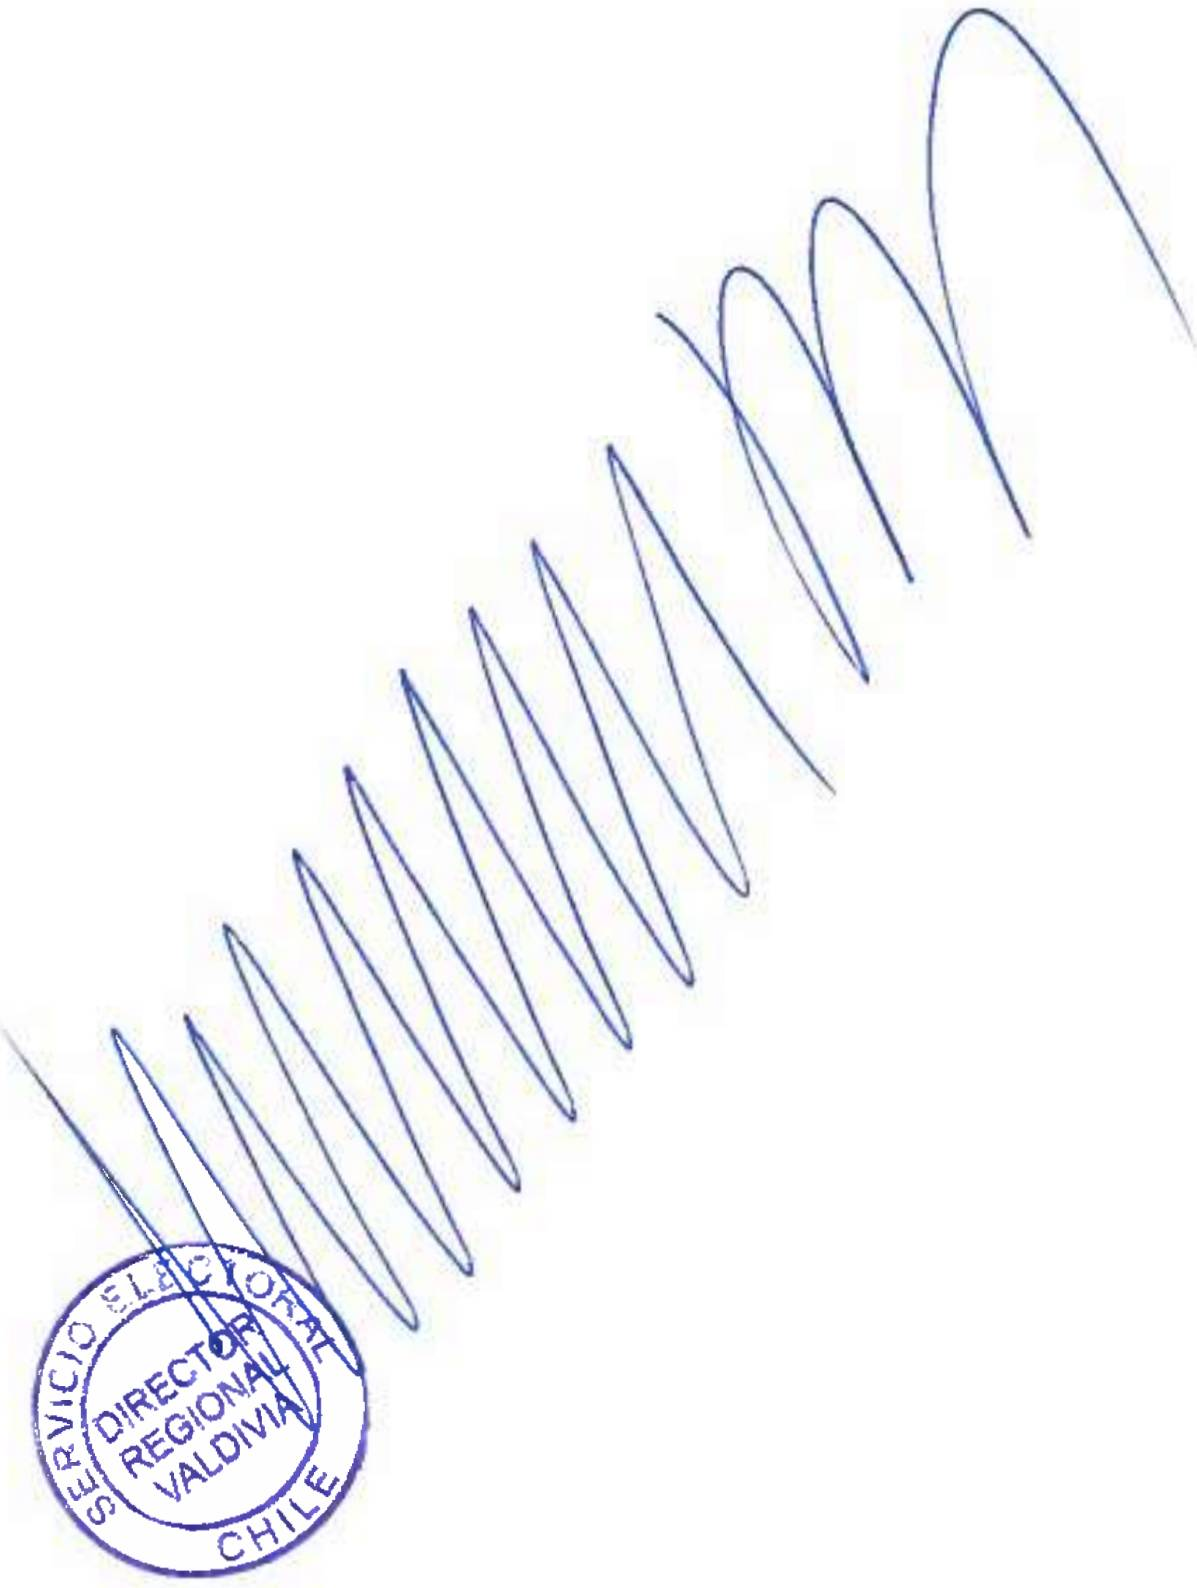 SERVICIO ELECTORAL
DIRECTOR
REGIONAL
VALDIVIA
CHILE